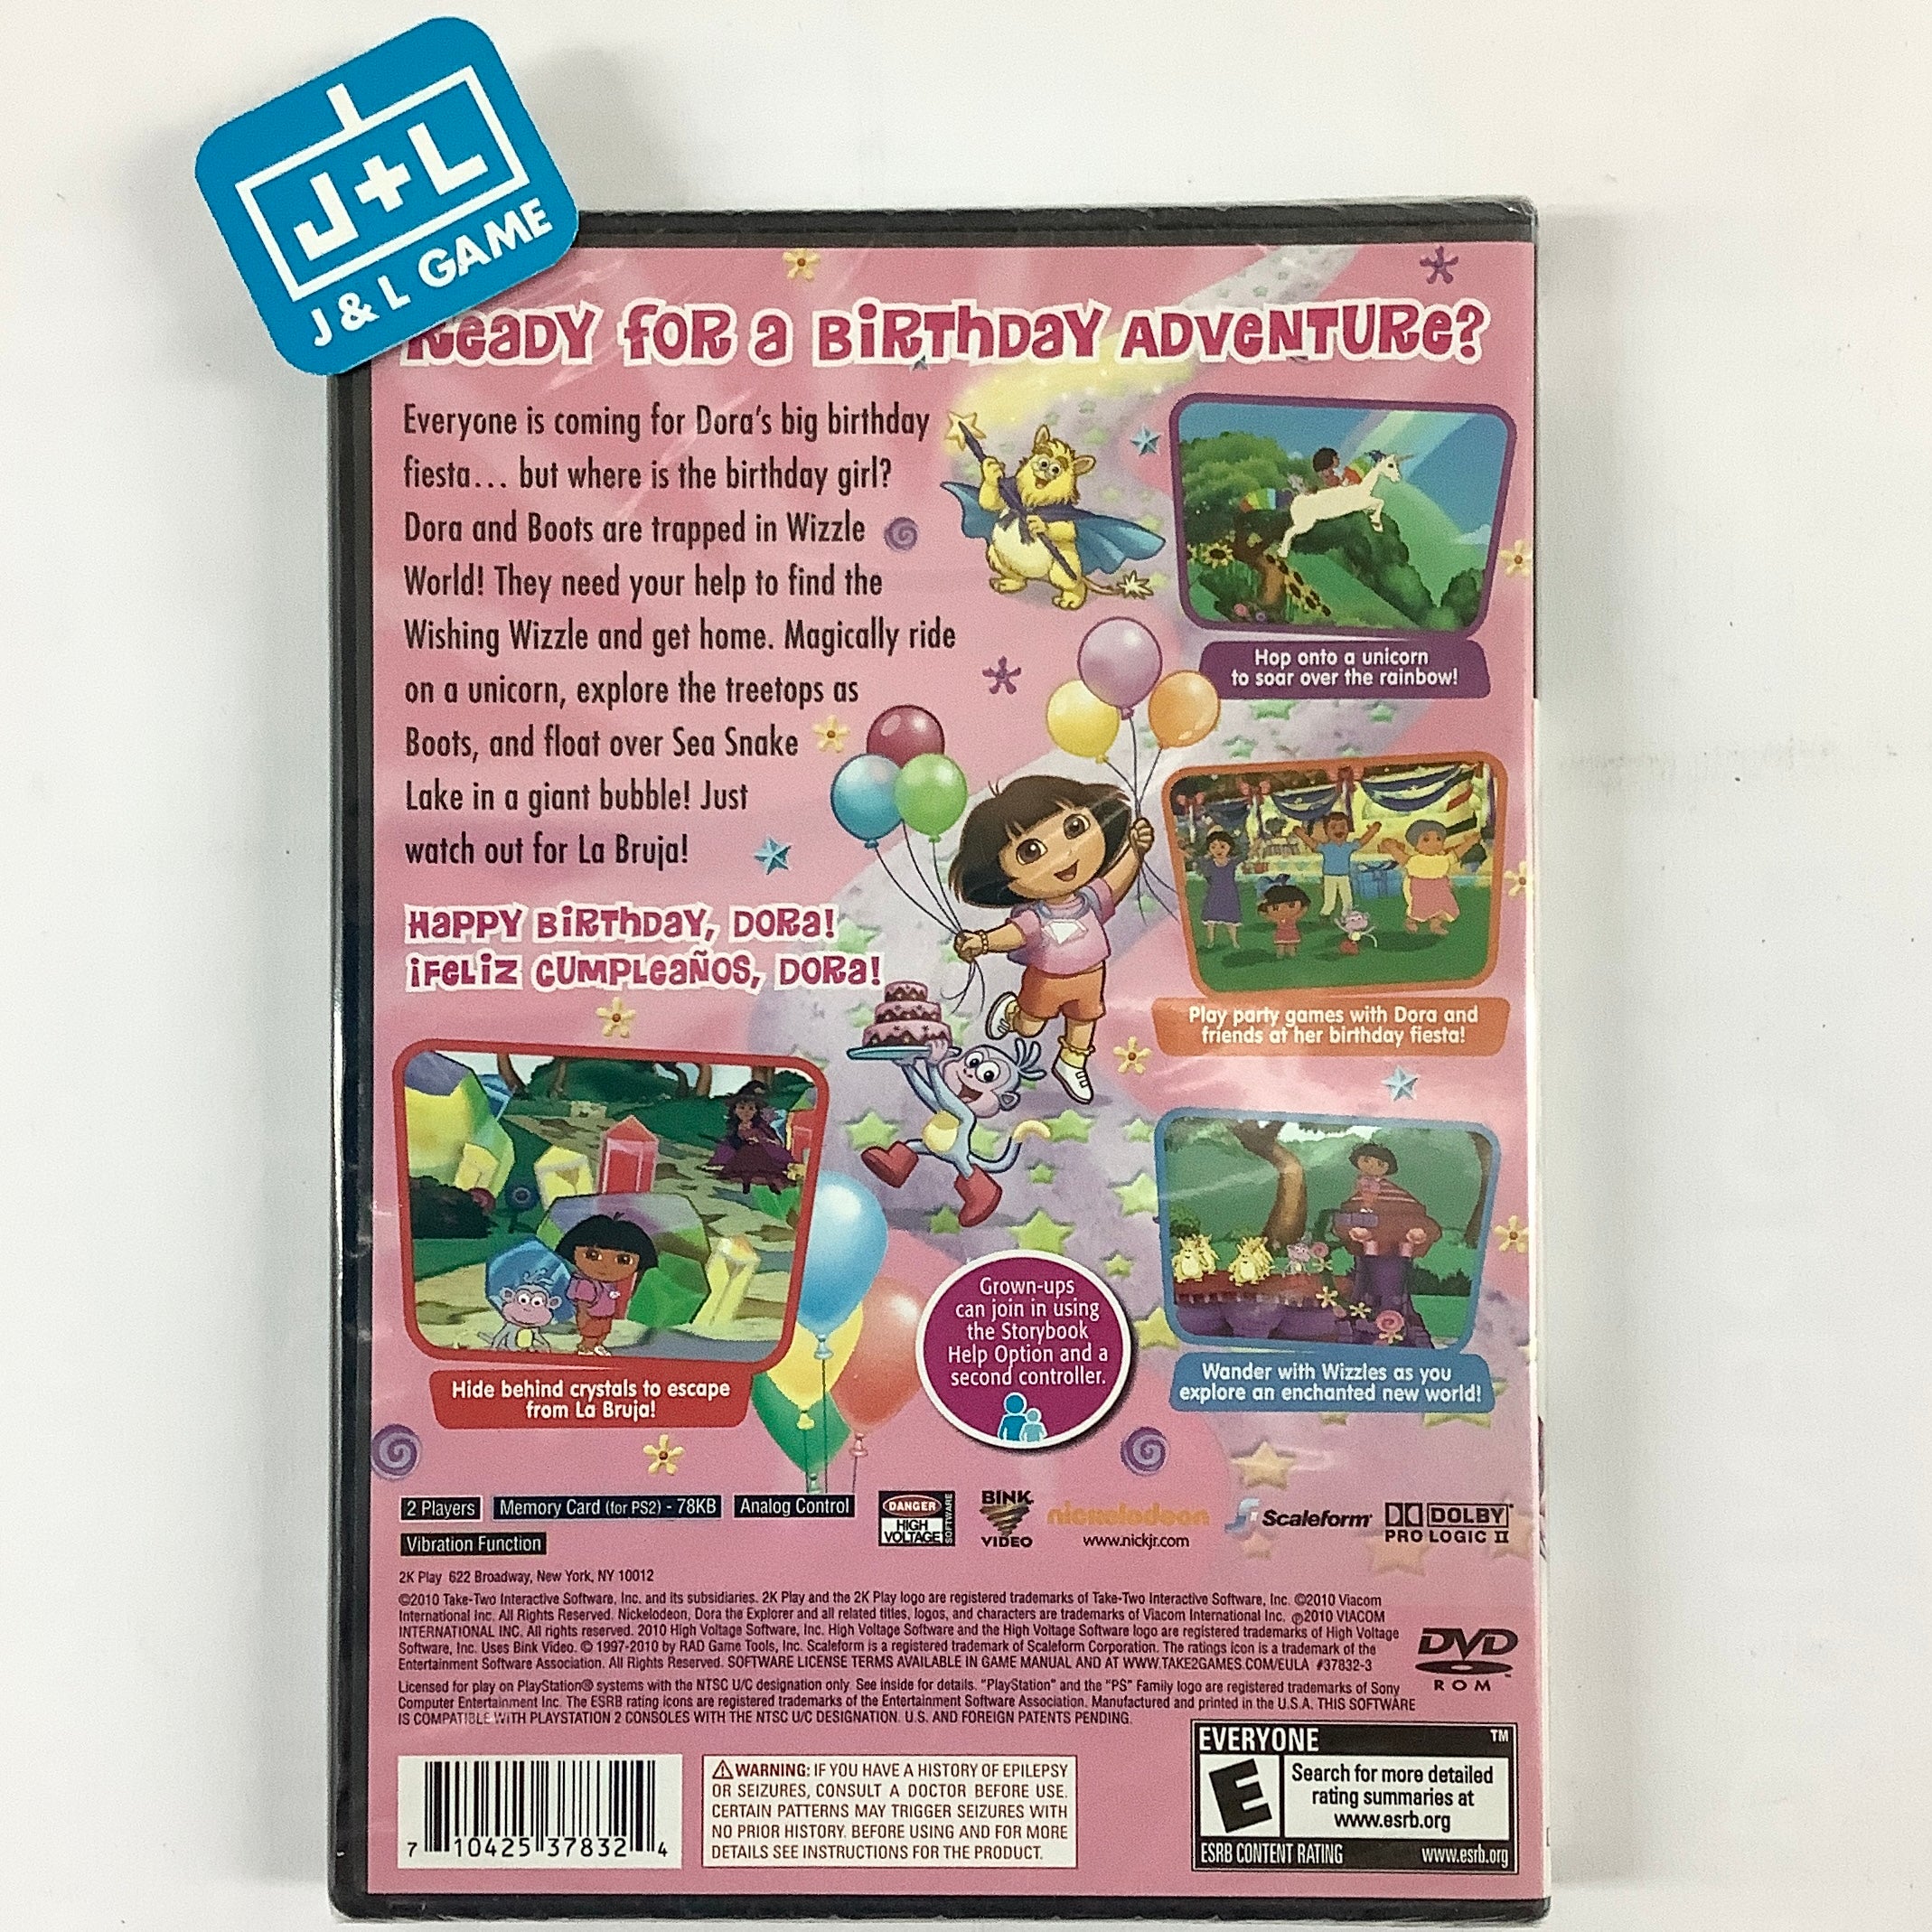 J+L
J & L GAME
READY FOR A BIRTHDAY ADVENTURE?
Everyone is coming for Dora's big birthday
fiesta... but where is the birthday girl?
Dora and Boots are trapped in Wizzle
World! They need your help to find the
Wishing Wizzle and get home. Magically ride
on a unicorn, explore the treetops as
Boots, and float over Sea Snake
Lake in a giant bubble! Just
watch out for La Bruja!
HAPPY BIRTHDAY, DORA!
¡FELIZ CUMPLEAÑOS, DORA!
Hop onto a unicorn
to soar over the rainbow!
Play party games with Dora and
friends at her birthday fiesta!
Hide behind crystals to escape
from La Bruja!
Grown-ups
can join in using
the Storybook
Help Option and a
second controller.
Wander with Wizzles as you
explore an enchanted new world!
2 Players
Memory Card (for PS2) - 78KB
Analog Control
Vibration Function
DANGER
HIGH
VOLTAGE
SOFTWARE
BINK
VIDEO
nickelodeon
www.nickjr.com
Scaleform
DOLBY
PRO LOGIC II
2K Play 622 Broadway, New York, NY 10012
©2010 Take-Two Interactive Software, Inc. and its subsidiaries. 2K Play and the 2K Play logo are registered trademarks of Take-Two Interactive Software, Inc. ©2010 Viacom
International Inc. All Rights Reserved. Nickelodeon, Dora the Explorer and all related titles, logos, and characters are trademarks of Viacom International Inc. ℗2010 VIACOM
INTERNATIONAL INC. All rights reserved. 2010 High Voltage Software, Inc. High Voltage Software and the High Voltage Software logo are registered trademarks of High Voltage
Software, Inc. Uses Bink Video. © 1997-2010 by RAD Game Tools, Inc. Scaleform is a registered trademark of Scaleform Corporation. The ratings icon is a trademark of the
Entertainment Software Association. All Rights Reserved. SOFTWARE LICENSE TERMS AVAILABLE IN GAME MANUAL AND AT WWW.TAKE2GAMES.COM/EULA #37832-3
Licensed for play on PlayStation® systems with the NTSC U/C designation only. See inside for details. "PlayStation" and the "PS" Family logo are registered trademarks of Sony
Computer Entertainment Inc. The ESRB rating icons are registered trademarks of the Entertainment Software Association. Manufactured and printed in the U.S.A. THIS SOFTWARE
IS COMPATIBLE WITH PLAYSTATION 2 CONSOLES WITH THE NTSC U/C DESIGNATION. U.S. AND FOREIGN PATENTS PENDING.
DVD
ROM
7 10425 37832 4
WARNING: IF YOU HAVE A HISTORY OF EPILEPSY
OR SEIZURES, CONSULT A DOCTOR BEFORE USE.
CERTAIN PATTERNS MAY TRIGGER SEIZURES WITH
NO PRIOR HISTORY. BEFORE USING AND FOR MORE
DETAILS SEE INSTRUCTIONS FOR THE PRODUCT.
EVERYONE ™
E
Search for more detailed
rating summaries at
www.esrb.org
ESRB CONTENT RATING www.esrb.org